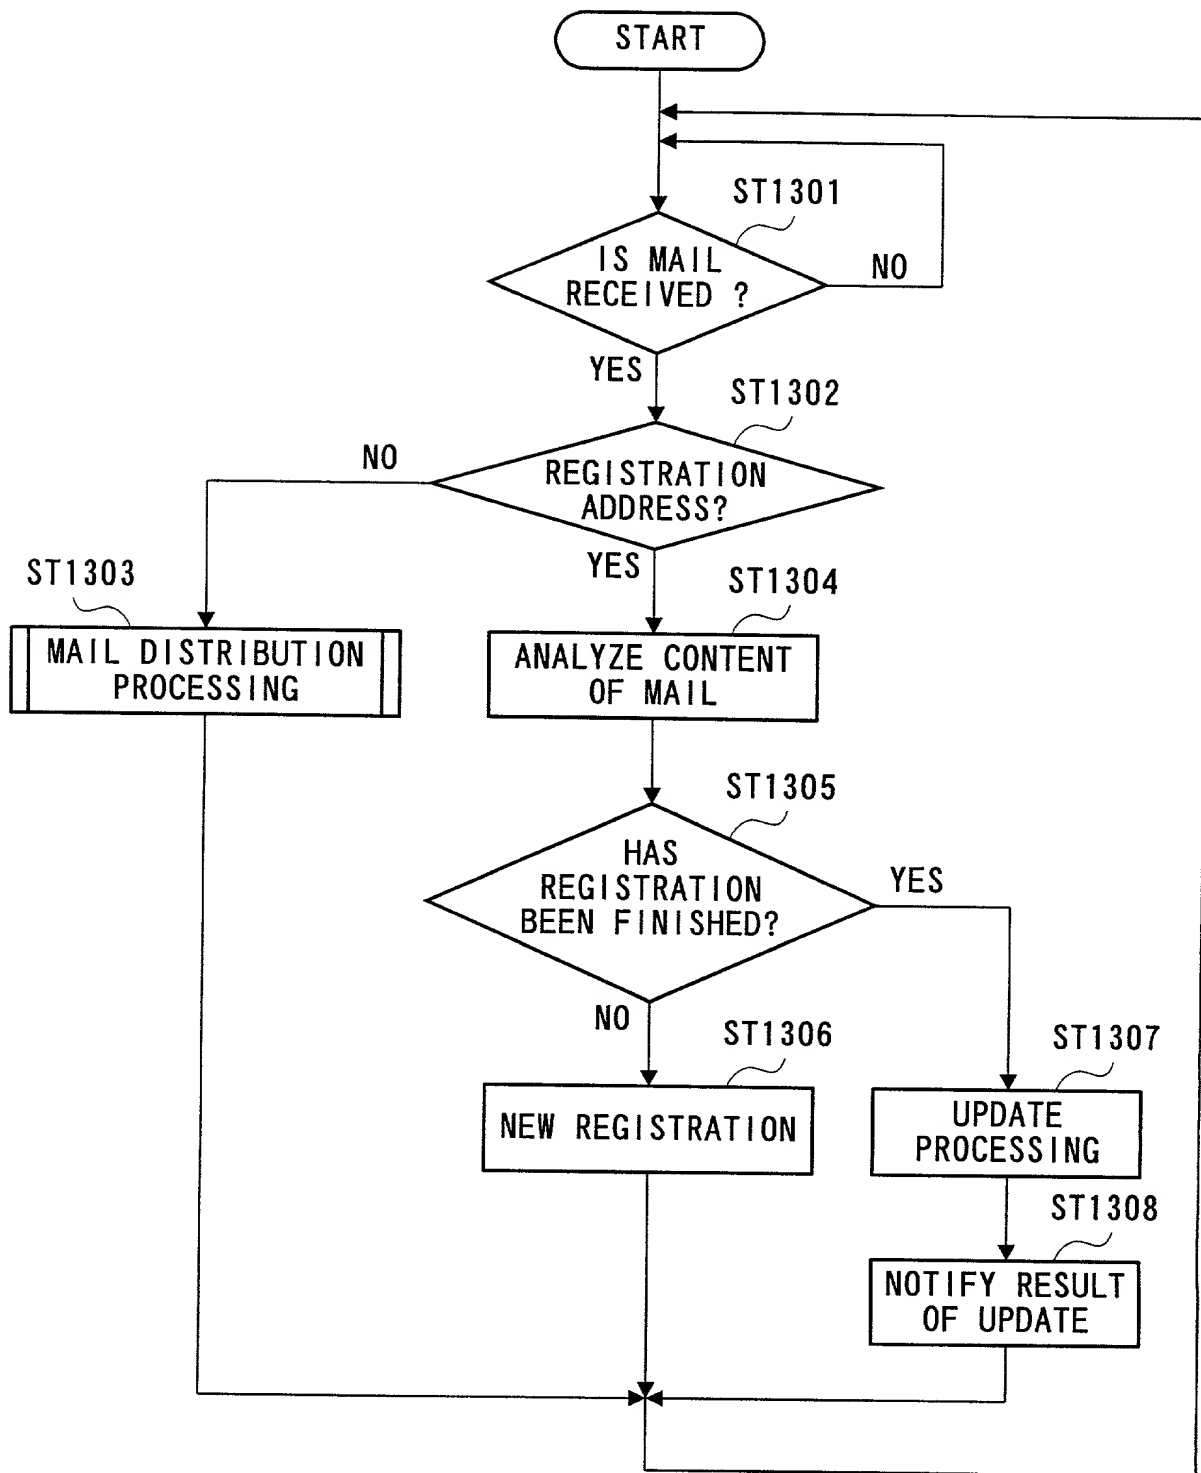 START
ST1301
IS MAIL
RECEIVED ?
NO
YES
ST1302
REGISTRATION
ADDRESS?
NO
YES
ST1303
MAIL DISTRIBUTION
PROCESSING
ST1304
ANALYZE CONTENT
OF MAIL
ST1305
HAS
REGISTRATION
BEEN FINISHED?
YES
NO
ST1306
NEW REGISTRATION
ST1307
UPDATE
PROCESSING
ST1308
NOTIFY RESULT
OF UPDATE